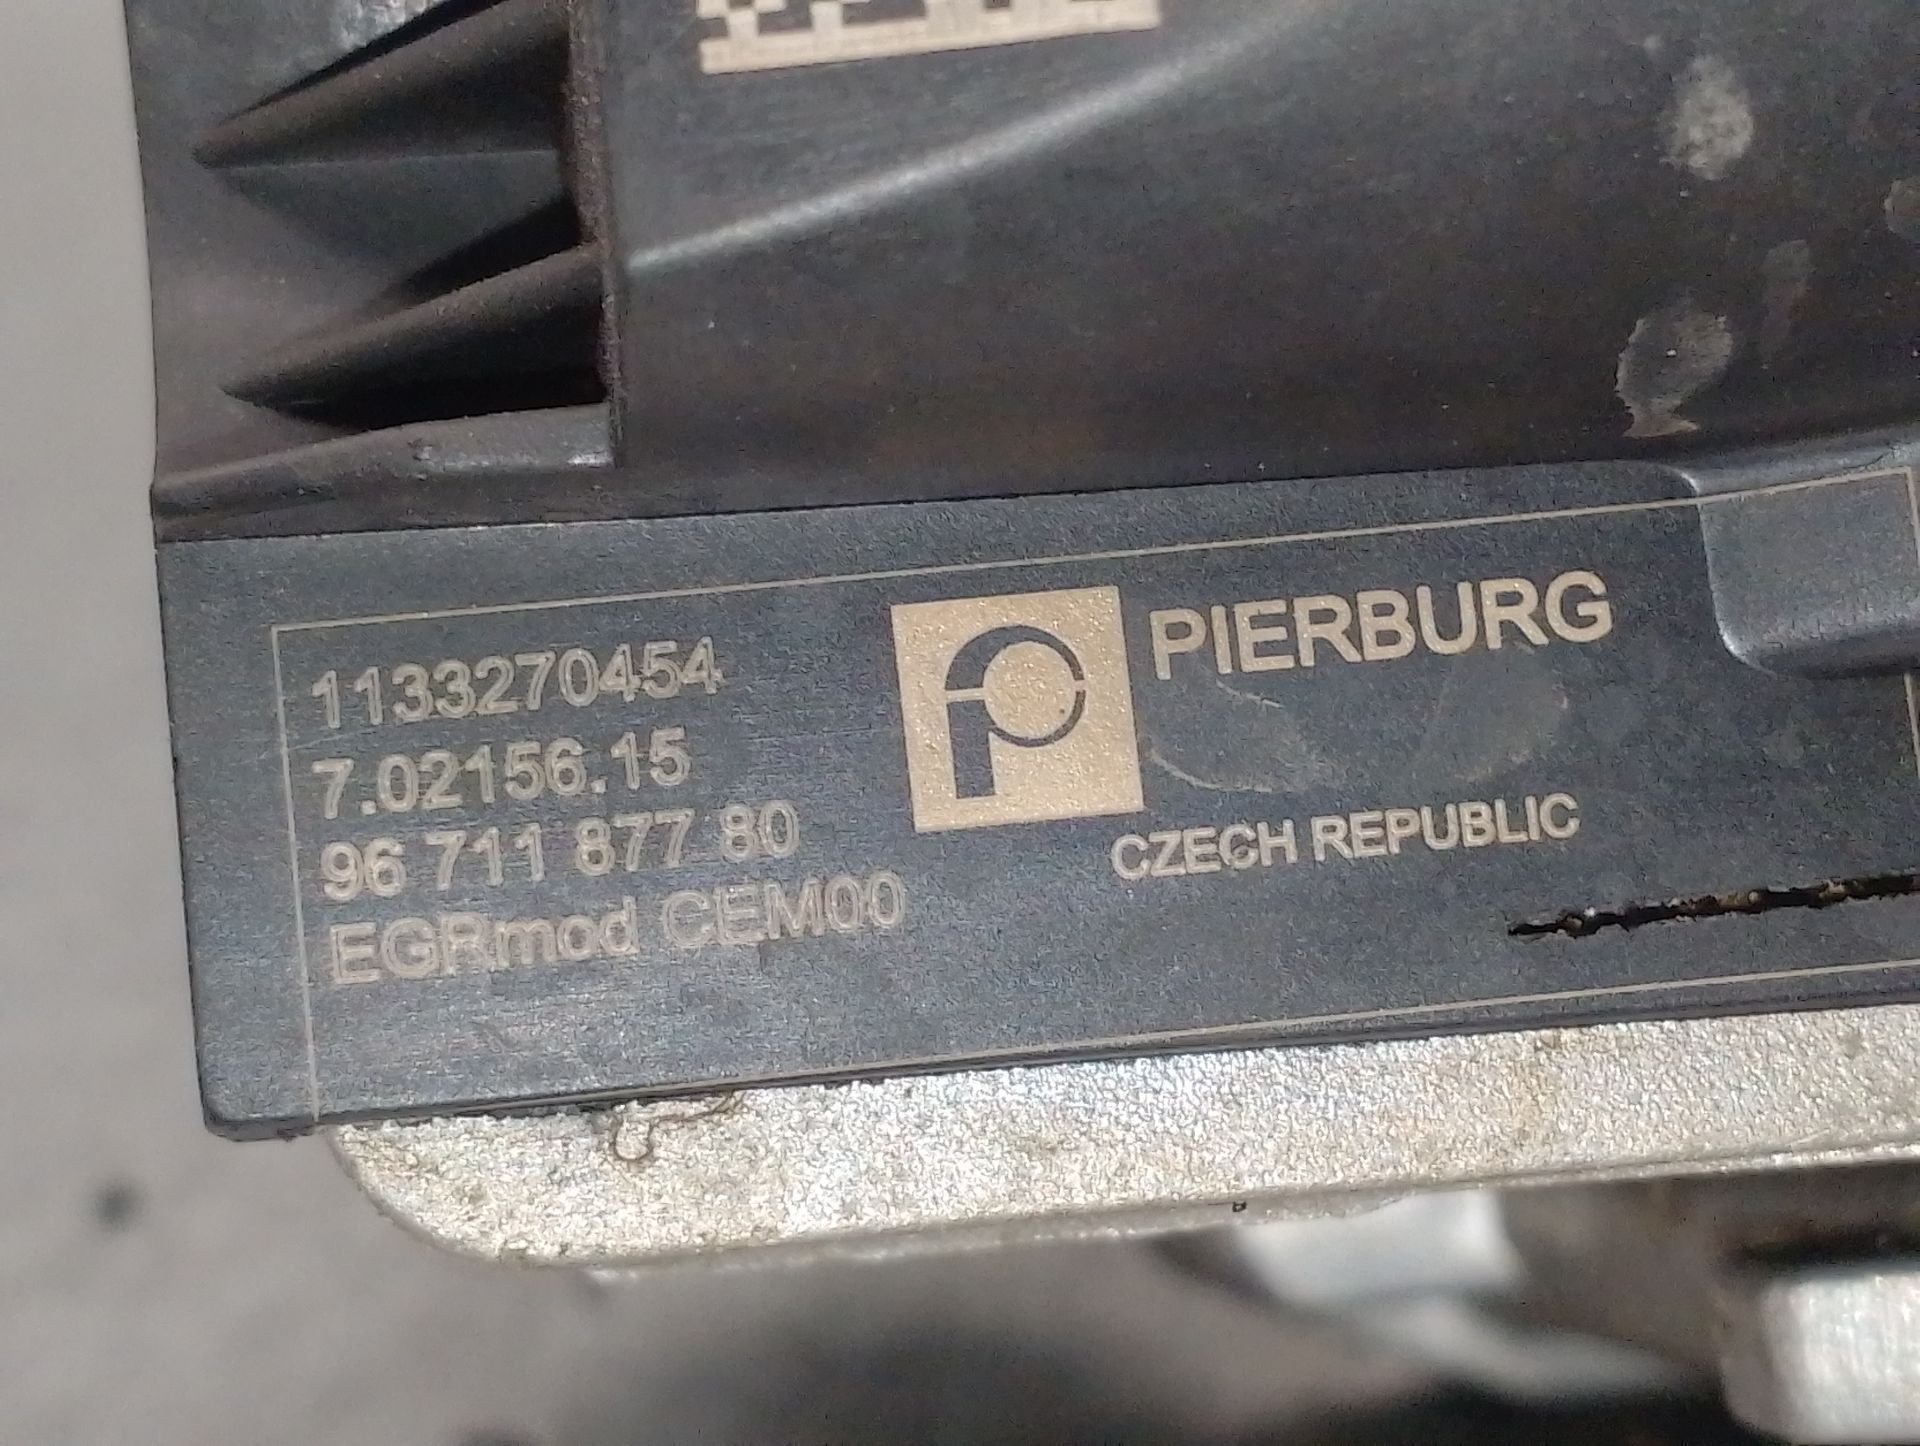 1133270454
7.02156.15
96 711 877 80
EGRmod CEM00
PIERBURG
CZECH REPUBLIC